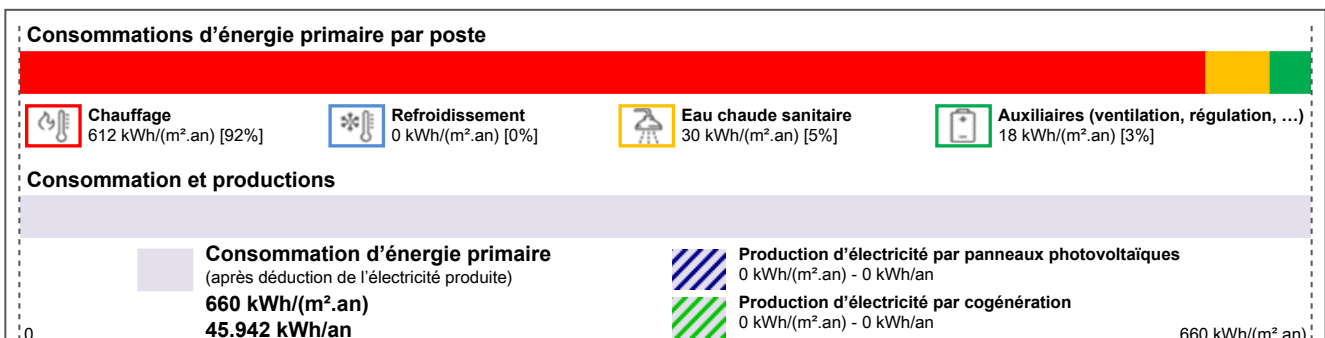 Consommations d’énergie primaire par poste
Chauffage
612 kWh/(m².an) [92%]
Refroidissement
0 kWh/(m².an) [0%]
Eau chaude sanitaire
30 kWh/(m².an) [5%]
Auxiliaires (ventilation, régulation, …)
18 kWh/(m².an) [3%]
Consommation et productions
Consommation d’énergie primaire
(après déduction de l’électricité produite)
660 kWh/(m².an)
45.942 kWh/an
Production d’électricité par panneaux photovoltaïques
0 kWh/(m².an) - 0 kWh/an
Production d’électricité par cogénération
0 kWh/(m².an) - 0 kWh/an
0
660 kWh/(m².an)